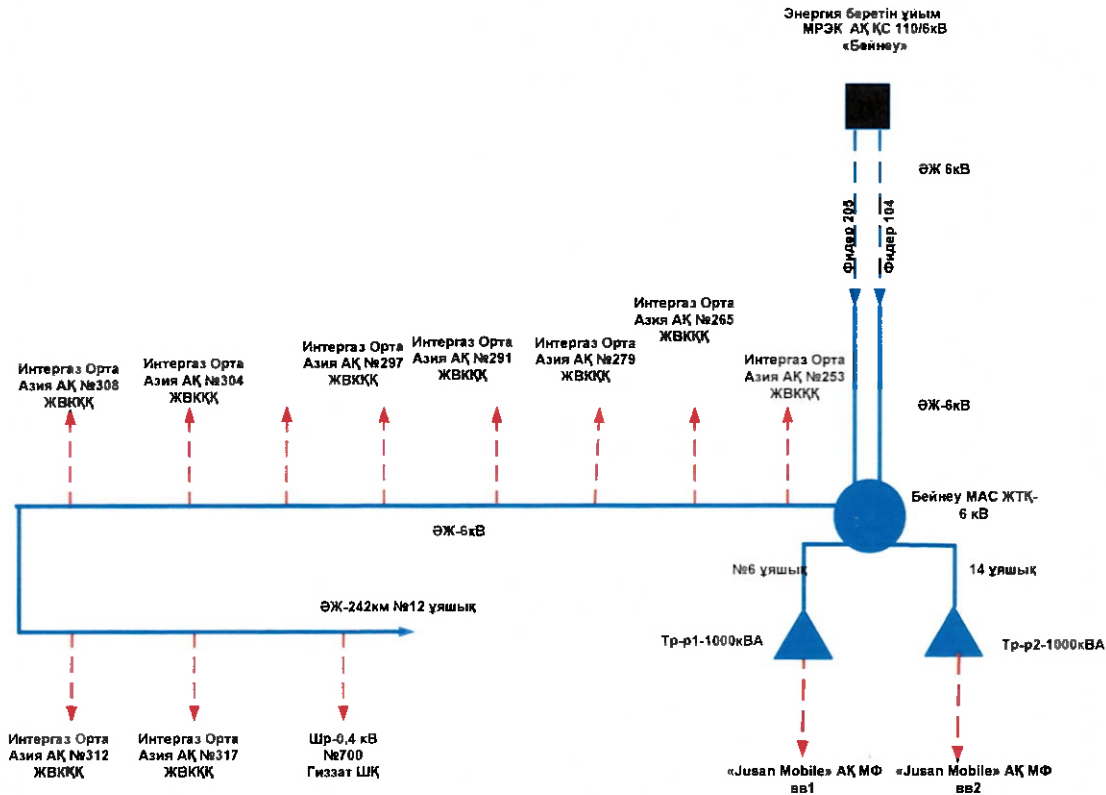 Энергия беретін ұйым
МРЭК АҚ ҚС 110/6кВ
«Бейнеу»
ӘЖ 6кВ
Фидер 205
Фидер 104
Интергаз Орта
Азия АҚ №265
ЖВКҚҚ
Интергаз Орта
Азия АҚ №308
ЖВКҚҚ
Интергаз Орта
Азия АҚ №304
ЖВКҚҚ
Интергаз Орта
Азия АҚ №297
ЖВКҚҚ
Интергаз Орта
Азия АҚ №291
ЖВКҚҚ
Интергаз Орта
Азия АҚ №279
ЖВКҚҚ
Интергаз Орта
Азия АҚ №253
ЖВКҚҚ
ӘЖ-6кВ
Бейнеу МАС ЖТҚ-
6 кВ
ӘЖ-6кВ
№6 ұяшық
14 ұяшық
ӘЖ-242км №12 ұяшық
Тр-р1-1000кВА
Тр-р2-1000кВА
Интергаз Орта
Азия АҚ №312
ЖВКҚҚ
Интергаз Орта
Азия АҚ №317
ЖВКҚҚ
Шр-0,4 кВ
№700
Гиззат ШҚ
«Jusan Mobile» АҚ МФ
вв1
«Jusan Mobile» АҚ МФ
вв2